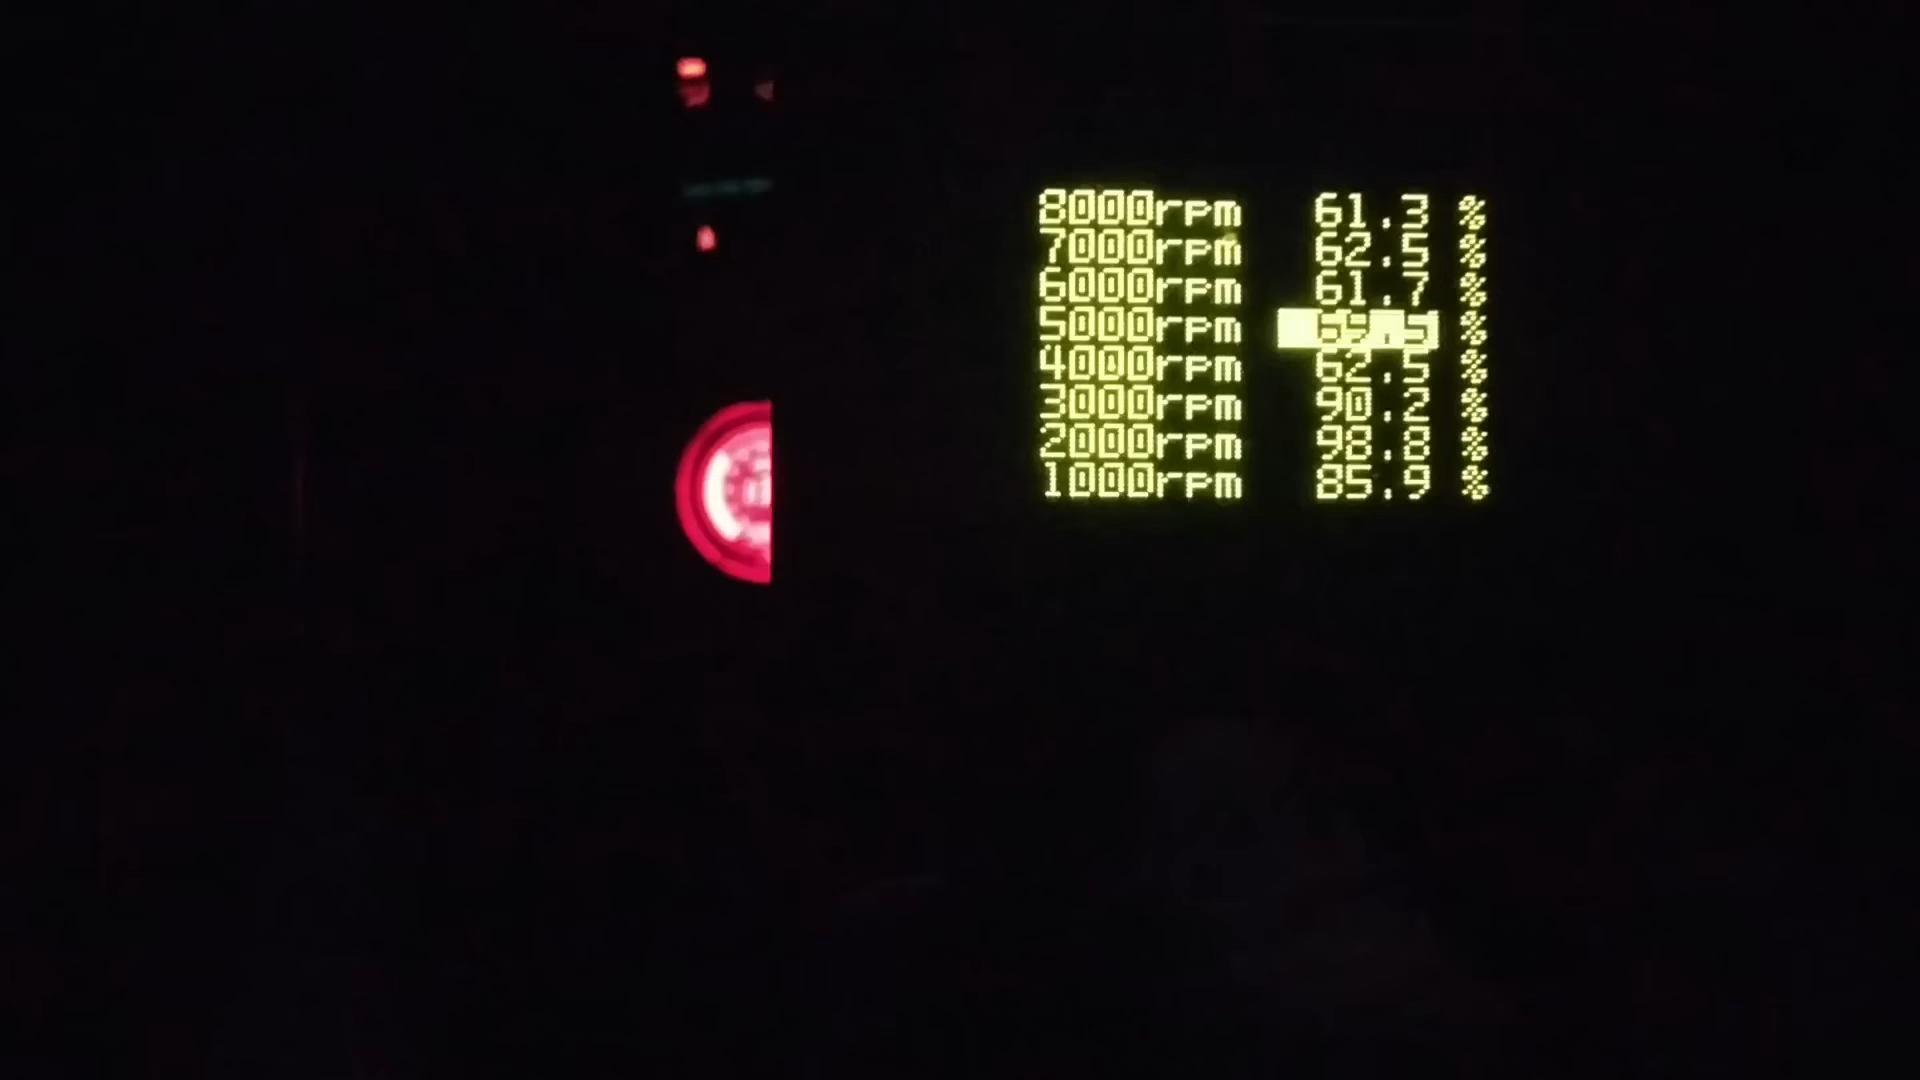 8000rpm 61.3 %
7000rpm 62.5 %
6000rpm 61.7 %
5000rpm %
4000rpm 62.5 %
3000rpm 90.2 %
2000rpm 98.8 %
1000rpm 85.9 %